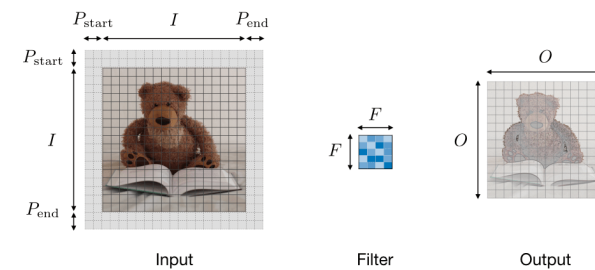 P_start I P_end
P_start
I
P_end
F
F
O
O
Input Filter Output